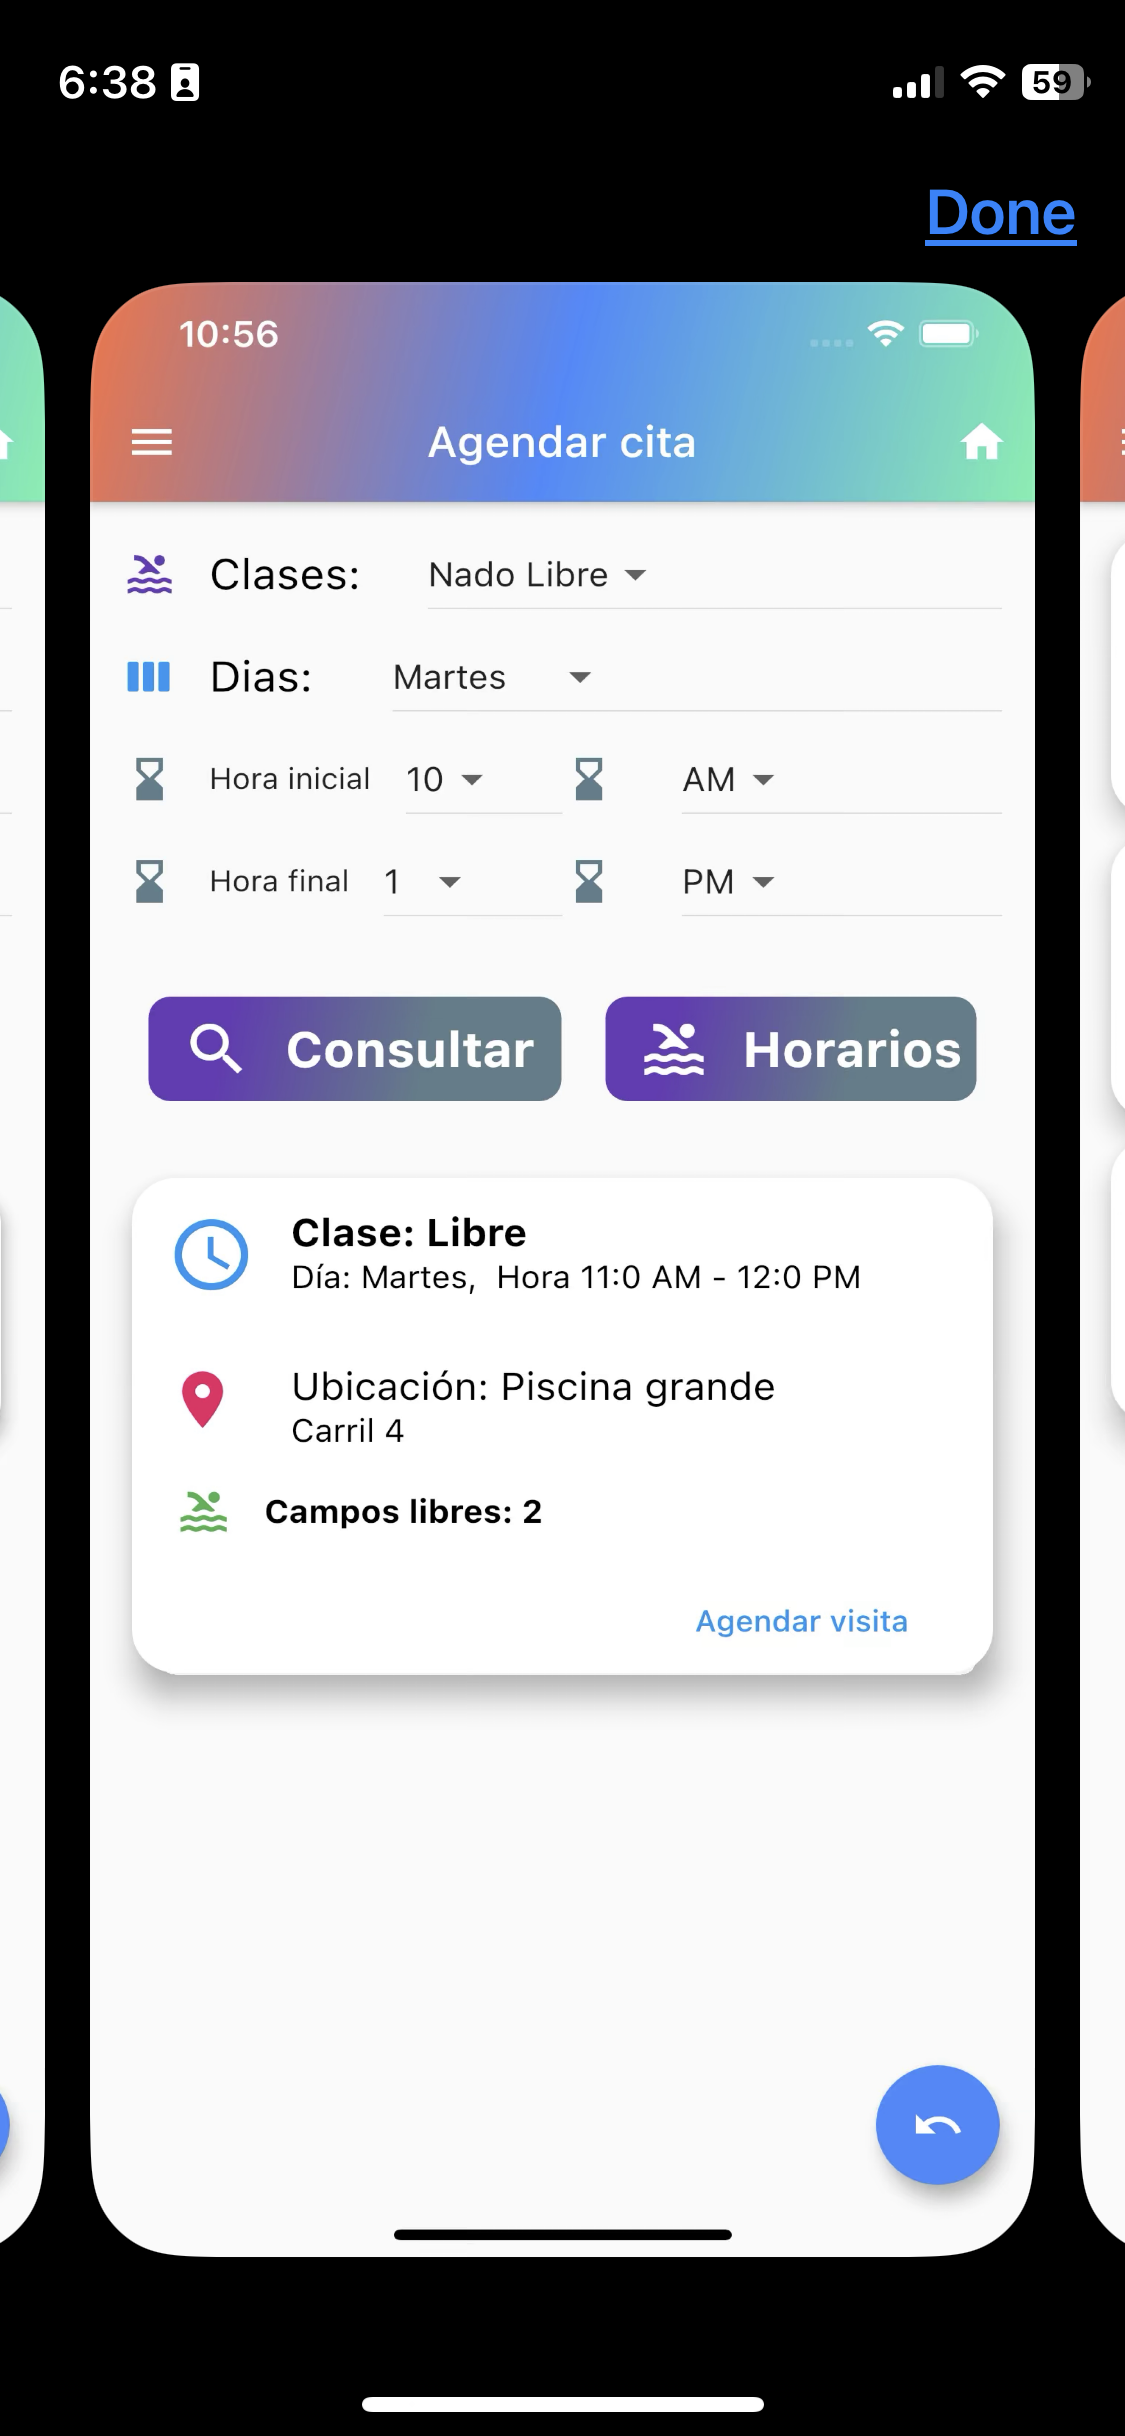 6:38
59
Done
10:56
Agendar cita
Clases: Nado Libre
Dias: Martes
Hora inicial 10 AM
Hora final 1 PM
Consultar Horarios
Clase: Libre
Día: Martes, Hora 11:0 AM - 12:0 PM
Ubicación: Piscina grande
Carril 4
Campos libres: 2
Agendar visita